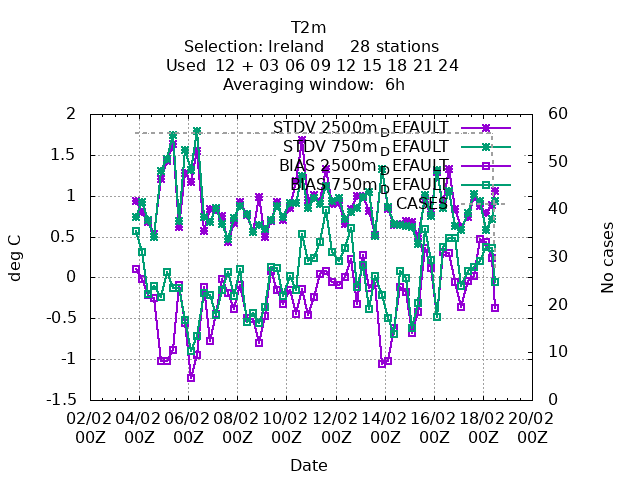 T2m
Selection: Ireland 28 stations
Used 12 + 03 06 09 12 15 18 21 24
Averaging window: 6h
STDV 2500m_DEFAULT
STDV 750m_DEFAULT
BIAS 2500m_DEFAULT
BIAS 750m_DEFAULT
CASES
2
1.5
1
0.5
0
-0.5
-1
-1.5
deg C
60
50
40
30
20
10
0
No cases
02/02 04/02 06/02 08/02 10/02 12/02 14/02 16/02 18/02 20/02
00Z 00Z 00Z 00Z 00Z 00Z 00Z 00Z 00Z 00Z
Date